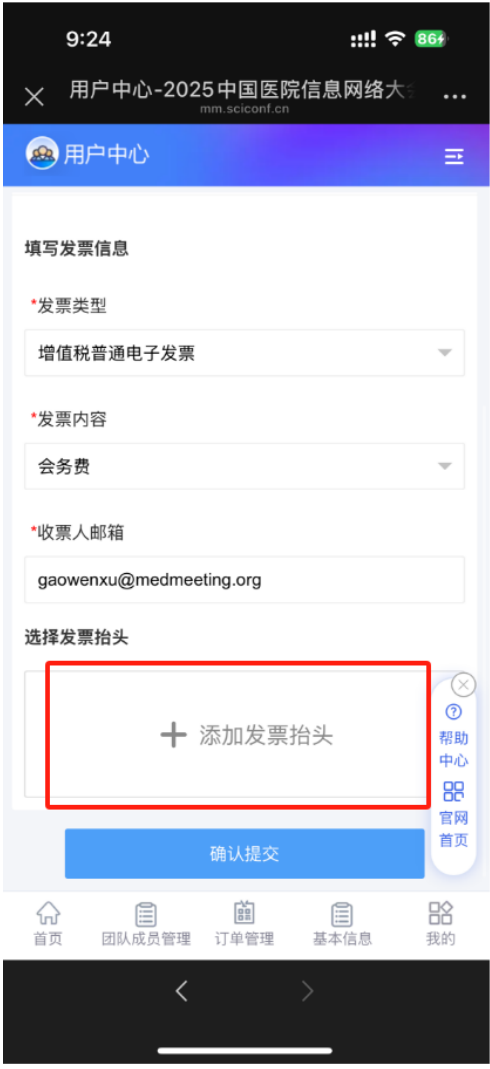 9:24
86
用户中心-2025中国医院信息网络大
mm.sciconf.cn
用户中心
填写发票信息
*发票类型
增值税普通电子发票
*发票内容
会务费
*收票人邮箱
gaowenxu@medmeeting.org
选择发票抬头
添加发票抬头
帮助
中心
官网
首页
确认提交
首页
团队成员管理
订单管理
基本信息
我的